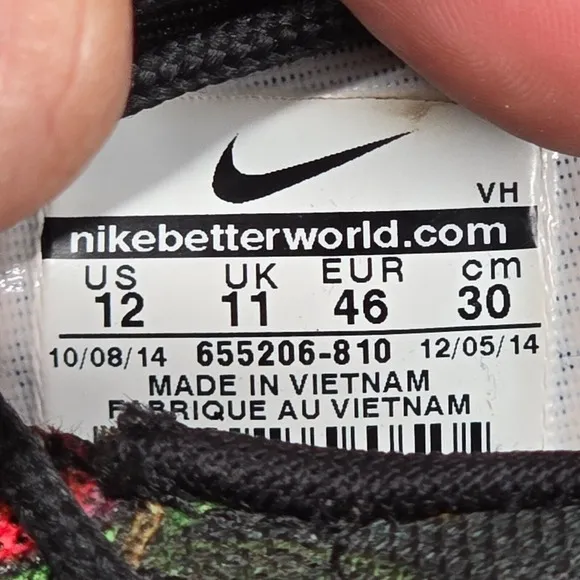 VH
nikebetterworld.com
US UK EUR cm
12 11 46 30
10/08/14 655206-810 12/05/14
MADE IN VIETNAM
FABRIQUE AU VIETNAM